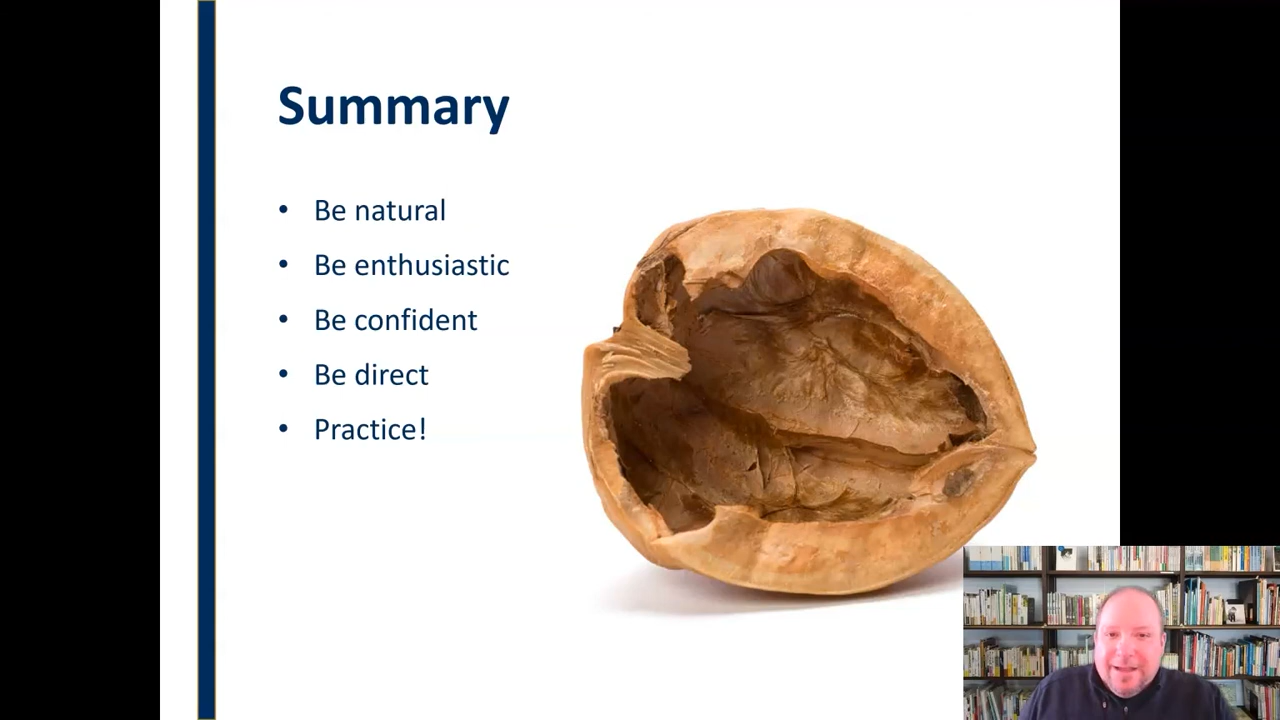 Summary
• Be natural
• Be enthusiastic
• Be confident
• Be direct
• Practice!